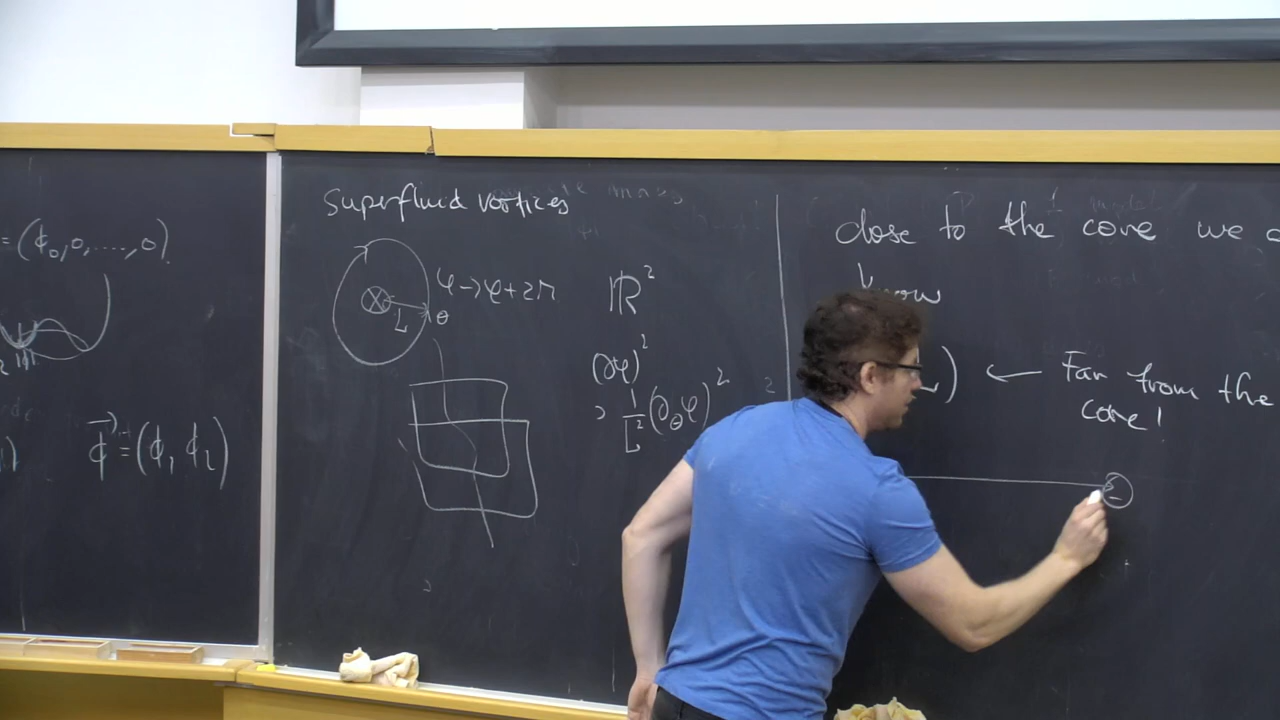 = (ϕ₀,0,....,0)
ϕ⃗ = (ϕ₁ ϕ₂)
Superfluid vortices
φ → φ + 2π
L
θ
ℝ²
(∂φ)²
⊃ 1/L² (∂_θ φ)²
close to the core we
know
) ← Far from the
core!
−